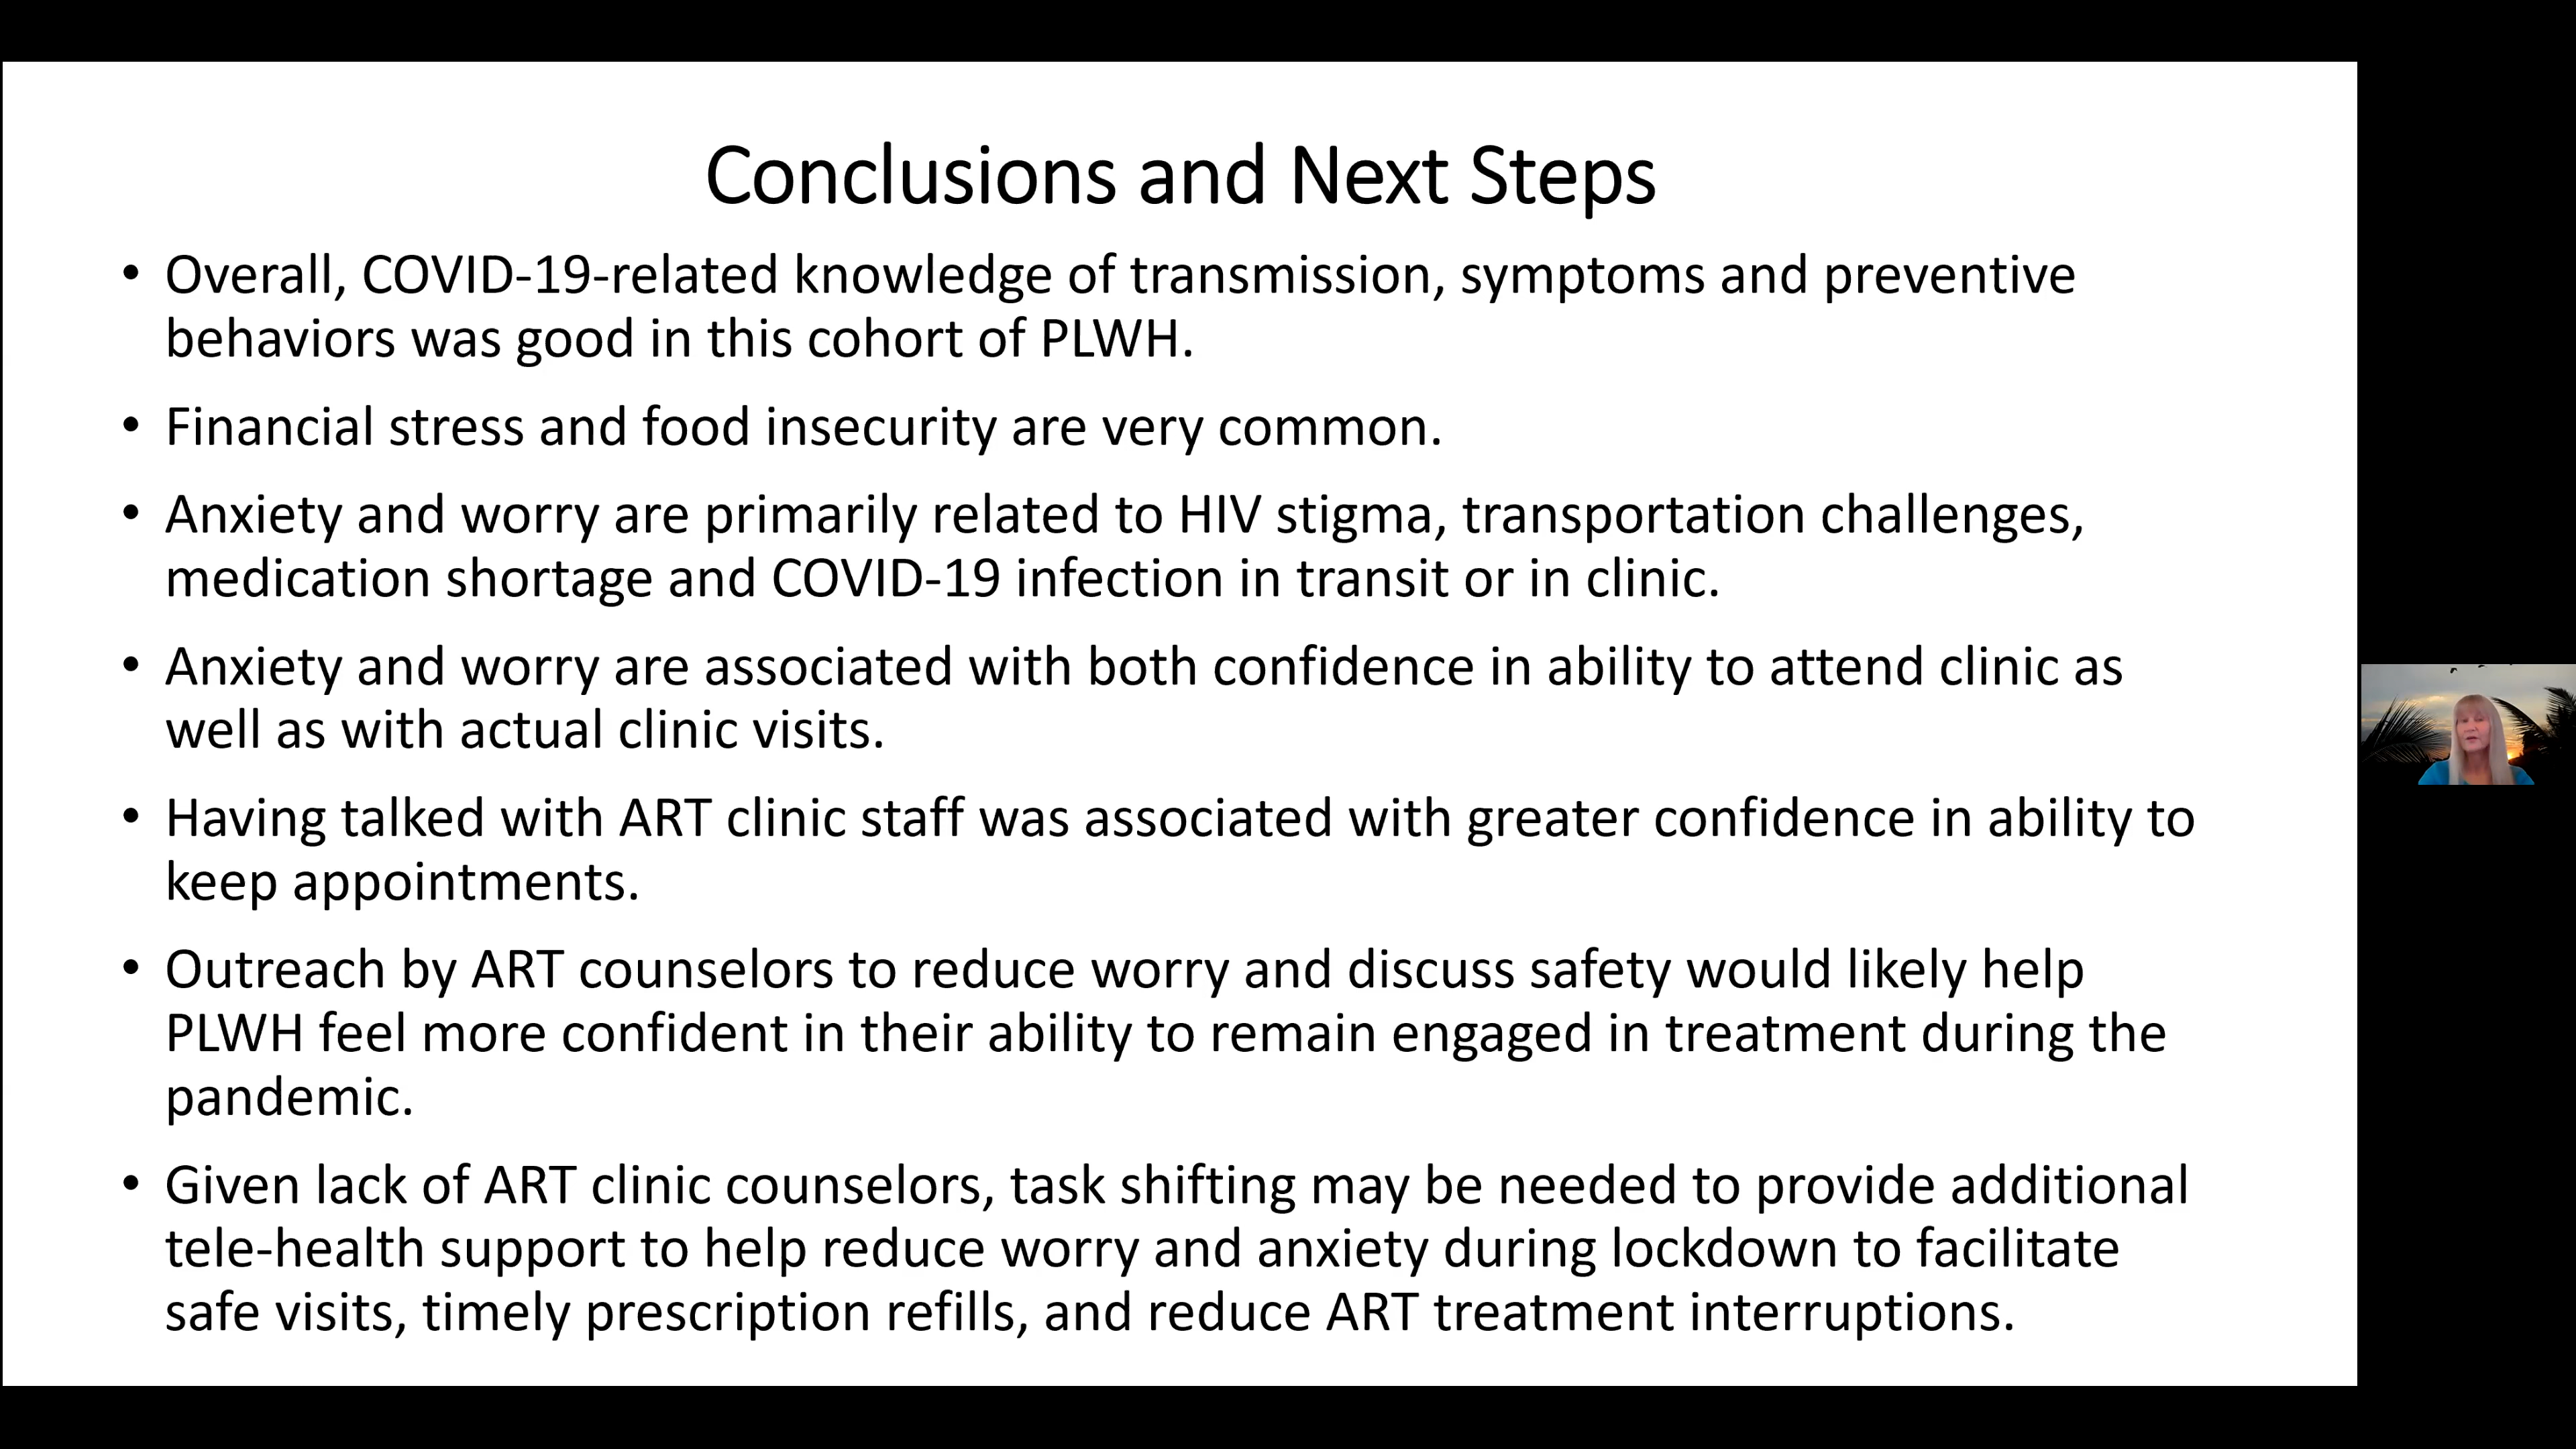 Conclusions and Next Steps
• Overall, COVID-19-related knowledge of transmission, symptoms and preventive
behaviors was good in this cohort of PLWH.
• Financial stress and food insecurity are very common.
• Anxiety and worry are primarily related to HIV stigma, transportation challenges,
medication shortage and COVID-19 infection in transit or in clinic.
• Anxiety and worry are associated with both confidence in ability to attend clinic as
well as with actual clinic visits.
• Having talked with ART clinic staff was associated with greater confidence in ability to
keep appointments.
• Outreach by ART counselors to reduce worry and discuss safety would likely help
PLWH feel more confident in their ability to remain engaged in treatment during the
pandemic.
• Given lack of ART clinic counselors, task shifting may be needed to provide additional
tele-health support to help reduce worry and anxiety during lockdown to facilitate
safe visits, timely prescription refills, and reduce ART treatment interruptions.